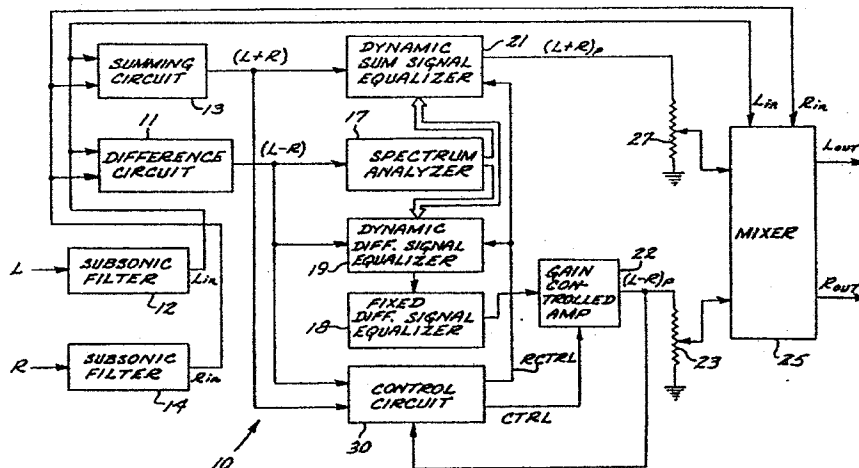 SUMMING
CIRCUIT
13
(L+R)
DYNAMIC
SUM SIGNAL
EQUALIZER
21
(L+R)P
Lin
Rin
11
DIFFERENCE
CIRCUIT
(L-R)
17
SPECTRUM
ANALYZER
27
LOUT
MIXER
ROUT
25
L
SUBSONIC
FILTER
Lin
12
DYNAMIC
DIFF. SIGNAL
EQUALIZER
19
GAIN
CON-
TROLLED
AMP
22
(L-R)P
FIXED
DIFF. SIGNAL
EQUALIZER
18
23
R
SUBSONIC
FILTER
Rin
14
RCTRL
CONTROL
CIRCUIT
CTRL
30
10